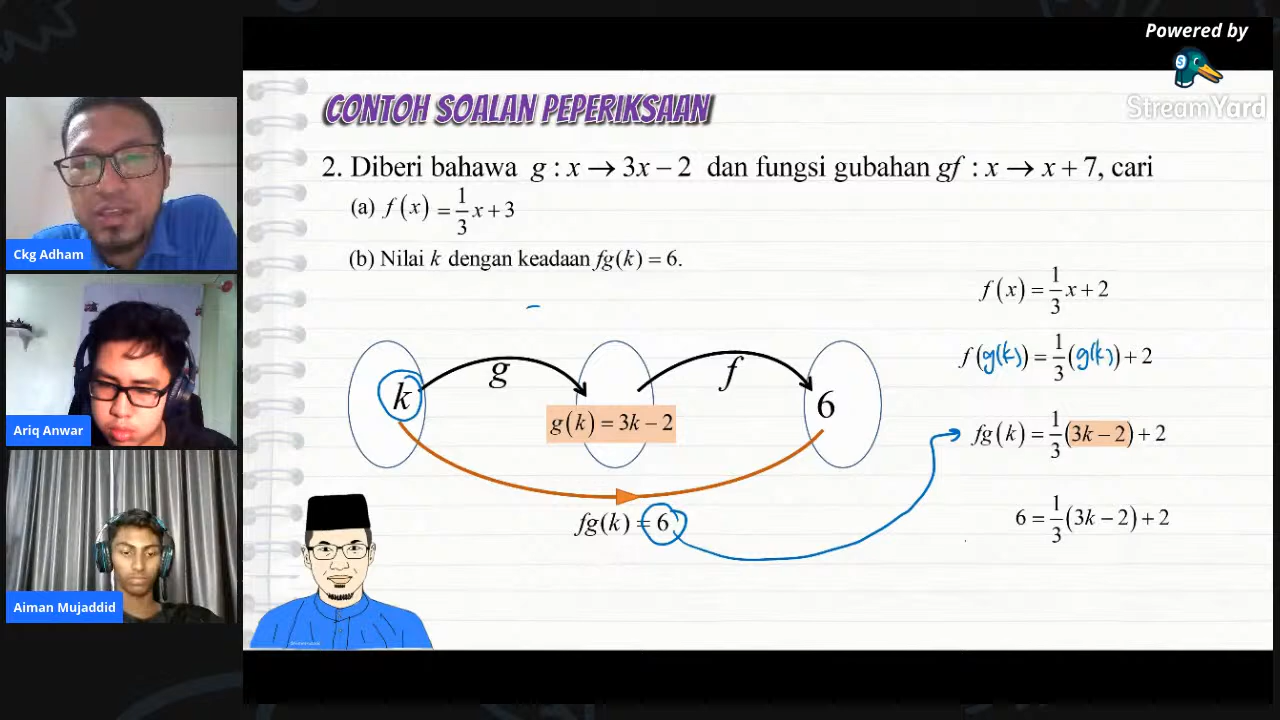 Powered by
StreamYard
CONTOH SOALAN PEPERIKSAAN
2. Diberi bahawa g : x → 3x − 2 dan fungsi gubahan gf : x → x + 7, cari
(a) f(x) = 1/3 x + 3
(b) Nilai k dengan keadaan fg(k) = 6.
f(x) = 1/3 x + 2
f(g(k)) = 1/3 (g(k)) + 2
fg(k) = 1/3 (3k − 2) + 2
6 = 1/3 (3k − 2) + 2
k
g
g(k) = 3k − 2
f
6
fg(k) = 6
Ckg Adham
Ariq Anwar
Aiman Mujaddid